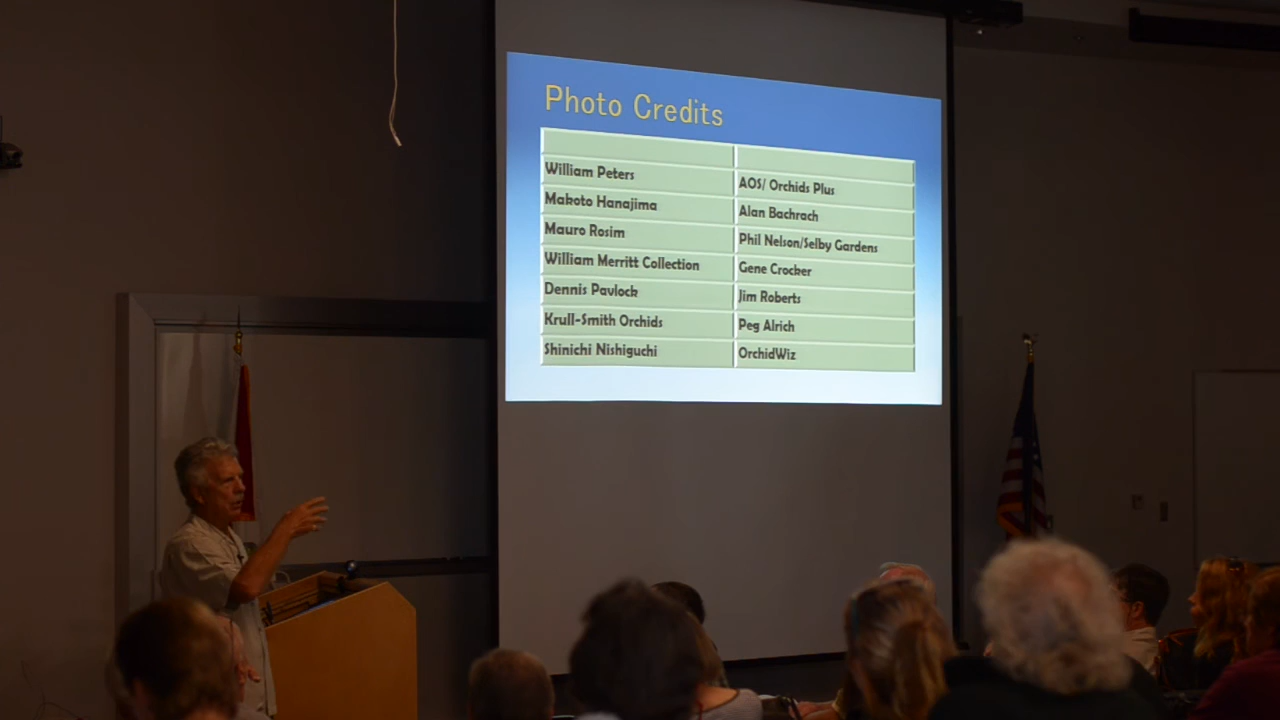 Photo Credits
William Peters
AOS/ Orchids Plus
Makoto Hanajima
Alan Bachrach
Mauro Rosim
Phil Nelson/Selby Gardens
William Merritt Collection
Gene Crocker
Dennis Pavlock
Jim Roberts
Krull-Smith Orchids
Peg Alrich
Shinichi Nishiguchi
OrchidWiz